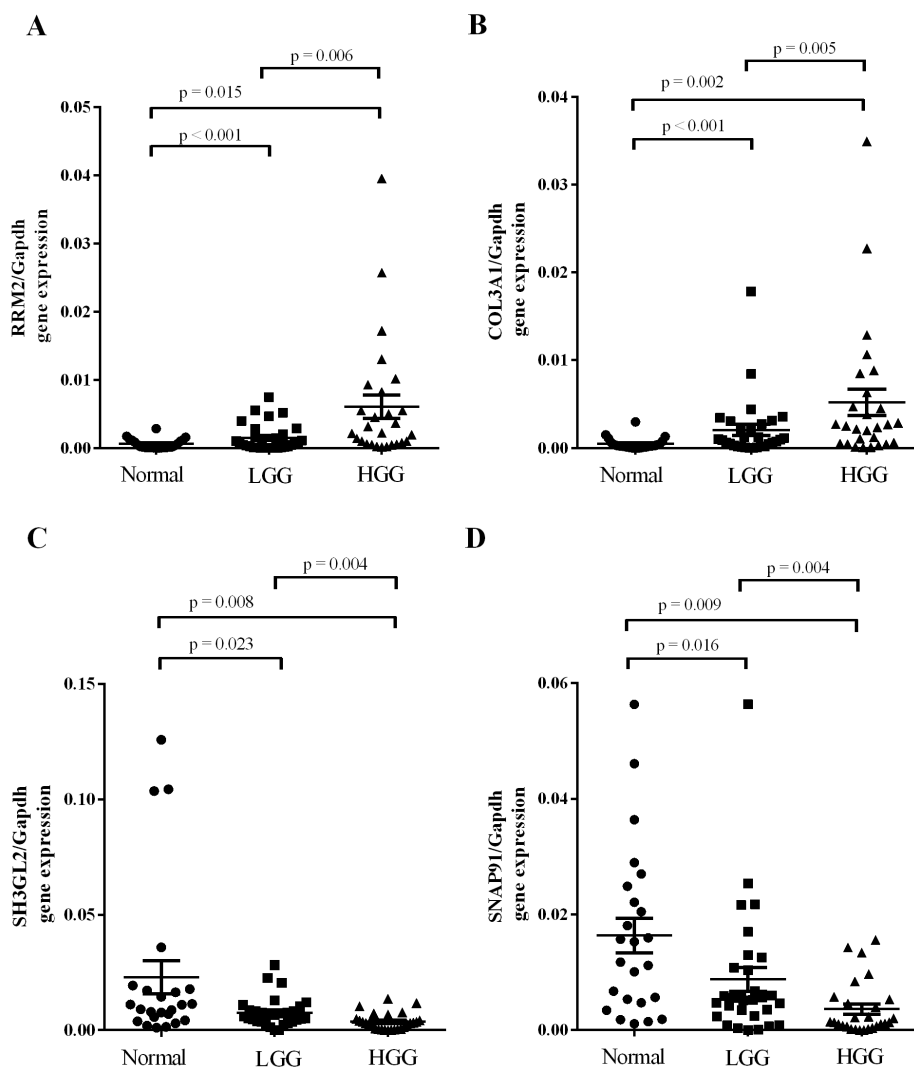 A
p = 0.006
p = 0.015
p < 0.001
RRM2/Gapdh
gene expression
0.05
0.04
0.03
0.02
0.01
0.00
Normal
LGG
HGG
B
p = 0.005
p = 0.002
p < 0.001
COL3A1/Gapdh
gene expression
0.04
0.03
0.02
0.01
0.00
Normal
LGG
HGG
C
p = 0.004
p = 0.008
p = 0.023
SH3GL2/Gapdh
gene expression
0.15
0.10
0.05
0.00
Normal
LGG
HGG
D
p = 0.004
p = 0.009
p = 0.016
SNAP91/Gapdh
gene expression
0.06
0.04
0.02
0.00
Normal
LGG
HGG